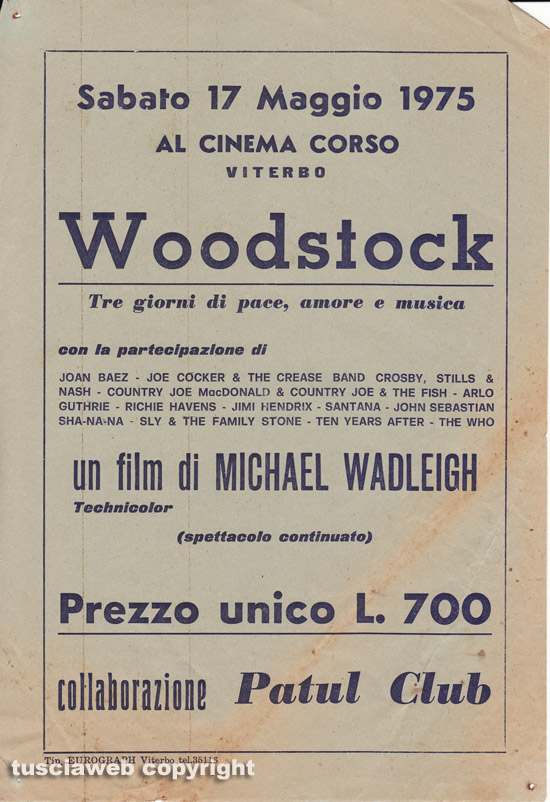 Sabato 17 Maggio 1975
AL CINEMA CORSO
VITERBO
Woodstock
Tre giorni di pace, amore e musica
con la partecipazione di
JOAN BAEZ - JOE COCKER & THE CREASE BAND CROSBY, STILLS &
NASH - COUNTRY JOE MacDONALD & COUNTRY JOE & THE FISH - ARLO
GUTHRIE - RICHIE HAVENS - JIMI HENDRIX - SANTANA - JOHN SEBASTIAN
SHA-NA-NA - SLY & THE FAMILY STONE - TEN YEARS AFTER - THE WHO
un film di MICHAEL WADLEIGH
Technicolor
(spettacolo continuato)
Prezzo unico L. 700
collaborazione Patul Club
Tip. EUROGRAPH Viterbo tel.35113
tusciaweb copyright